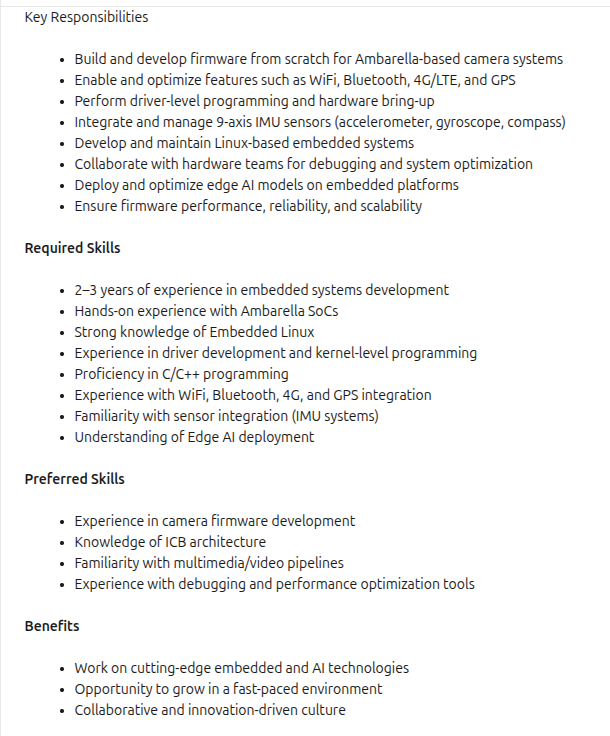 Key Responsibilities
• Build and develop firmware from scratch for Ambarella-based camera systems
• Enable and optimize features such as WiFi, Bluetooth, 4G/LTE, and GPS
• Perform driver-level programming and hardware bring-up
• Integrate and manage 9-axis IMU sensors (accelerometer, gyroscope, compass)
• Develop and maintain Linux-based embedded systems
• Collaborate with hardware teams for debugging and system optimization
• Deploy and optimize edge AI models on embedded platforms
• Ensure firmware performance, reliability, and scalability
Required Skills
• 2–3 years of experience in embedded systems development
• Hands-on experience with Ambarella SoCs
• Strong knowledge of Embedded Linux
• Experience in driver development and kernel-level programming
• Proficiency in C/C++ programming
• Experience with WiFi, Bluetooth, 4G, and GPS integration
• Familiarity with sensor integration (IMU systems)
• Understanding of Edge AI deployment
Preferred Skills
• Experience in camera firmware development
• Knowledge of ICB architecture
• Familiarity with multimedia/video pipelines
• Experience with debugging and performance optimization tools
Benefits
• Work on cutting-edge embedded and AI technologies
• Opportunity to grow in a fast-paced environment
• Collaborative and innovation-driven culture